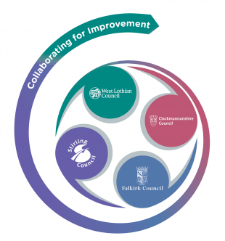 Collaborating for Improvement
West Lothian
Council
Clackmannanshire
Council
Stirling
Council
Falkirk Council